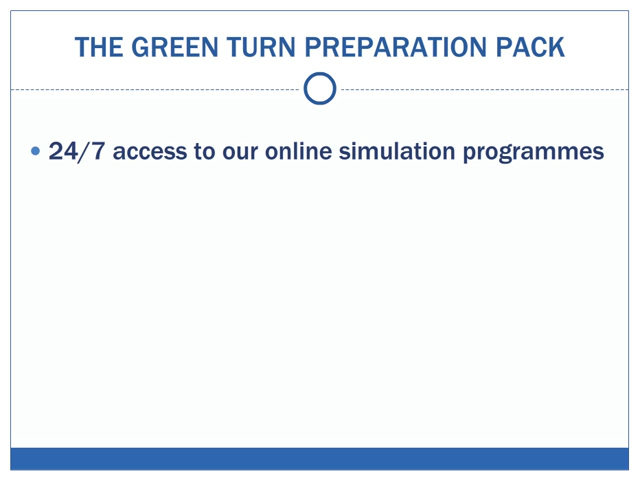 THE GREEN TURN PREPARATION PACK
• 24/7 access to our online simulation programmes